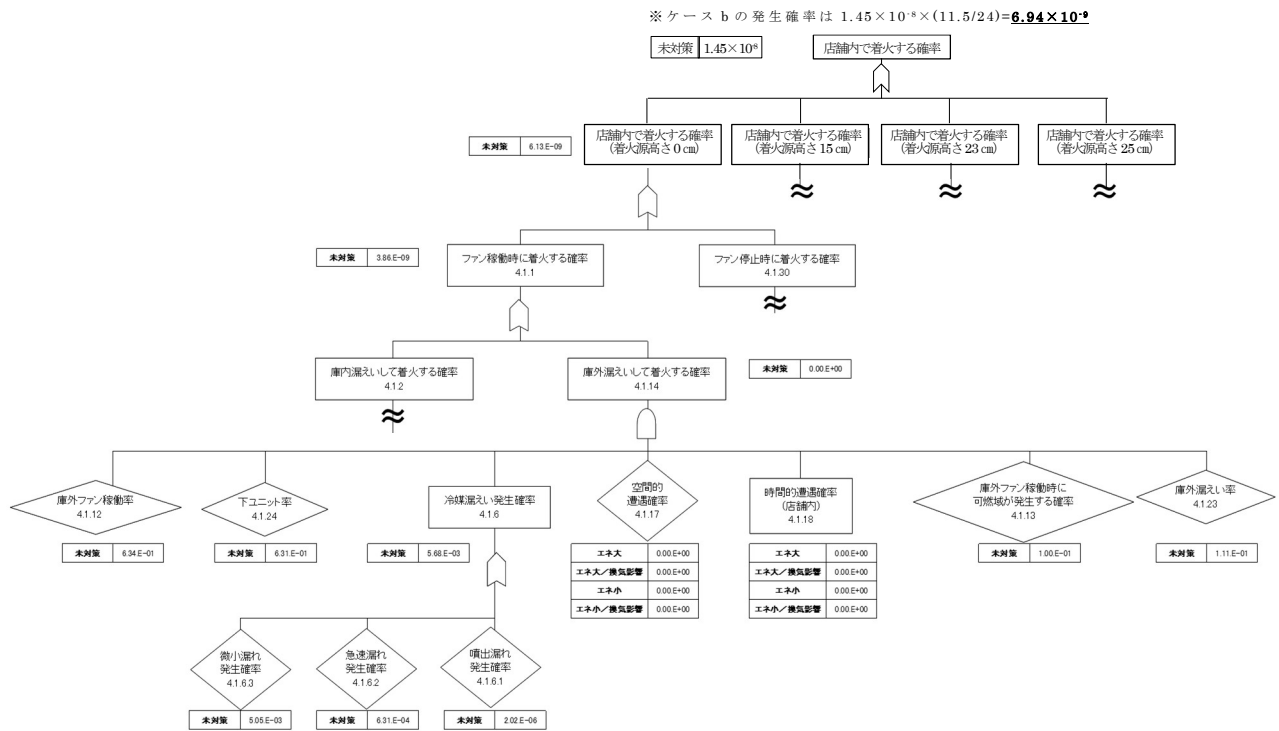 ※ケースbの発生確率は1.45×10⁻⁸×(11.5/24)=6.94×10⁻⁹
未対策 1.45×10⁸
店舗内で着火する確率
店舗内で着火する確率
(着火源高さ0cm)
店舗内で着火する確率
(着火源高さ15cm)
店舗内で着火する確率
(着火源高さ23cm)
店舗内で着火する確率
(着火源高さ25cm)
未対策 6.13.E-09
未対策 3.86.E-09
ファン稼働時に着火する確率
4.1.1
ファン停止時に着火する確率
4.1.30
庫内漏えいして着火する確率
4.1.2
庫外漏えいして着火する確率
4.1.14
未対策 0.00.E+00
庫外ファン稼働率
4.1.12
下ユニット率
4.1.24
冷媒漏えい発生確率
4.1.6
空間的
遭遇確率
4.1.17
時間的遭遇確率
(店舗内)
4.1.18
庫外ファン稼働時に
可燃域が発生する確率
4.1.13
庫外漏えい率
4.1.23
未対策 6.34.E-01
未対策 6.31.E-01
未対策 5.68.E-03
エネ大 0.00.E+00
エネ大/換気影響 0.00.E+00
エネ小 0.00.E+00
エネ小/換気影響 0.00.E+00
エネ大 0.00.E+00
エネ大/換気影響 0.00.E+00
エネ小 0.00.E+00
エネ小/換気影響 0.00.E+00
未対策 1.00.E-01
未対策 1.11.E-01
微小漏れ
発生確率
4.1.6.3
急速漏れ
発生確率
4.1.6.2
噴出漏れ
発生確率
4.1.6.1
未対策 5.05.E-03
未対策 6.31.E-04
未対策 2.02.E-06